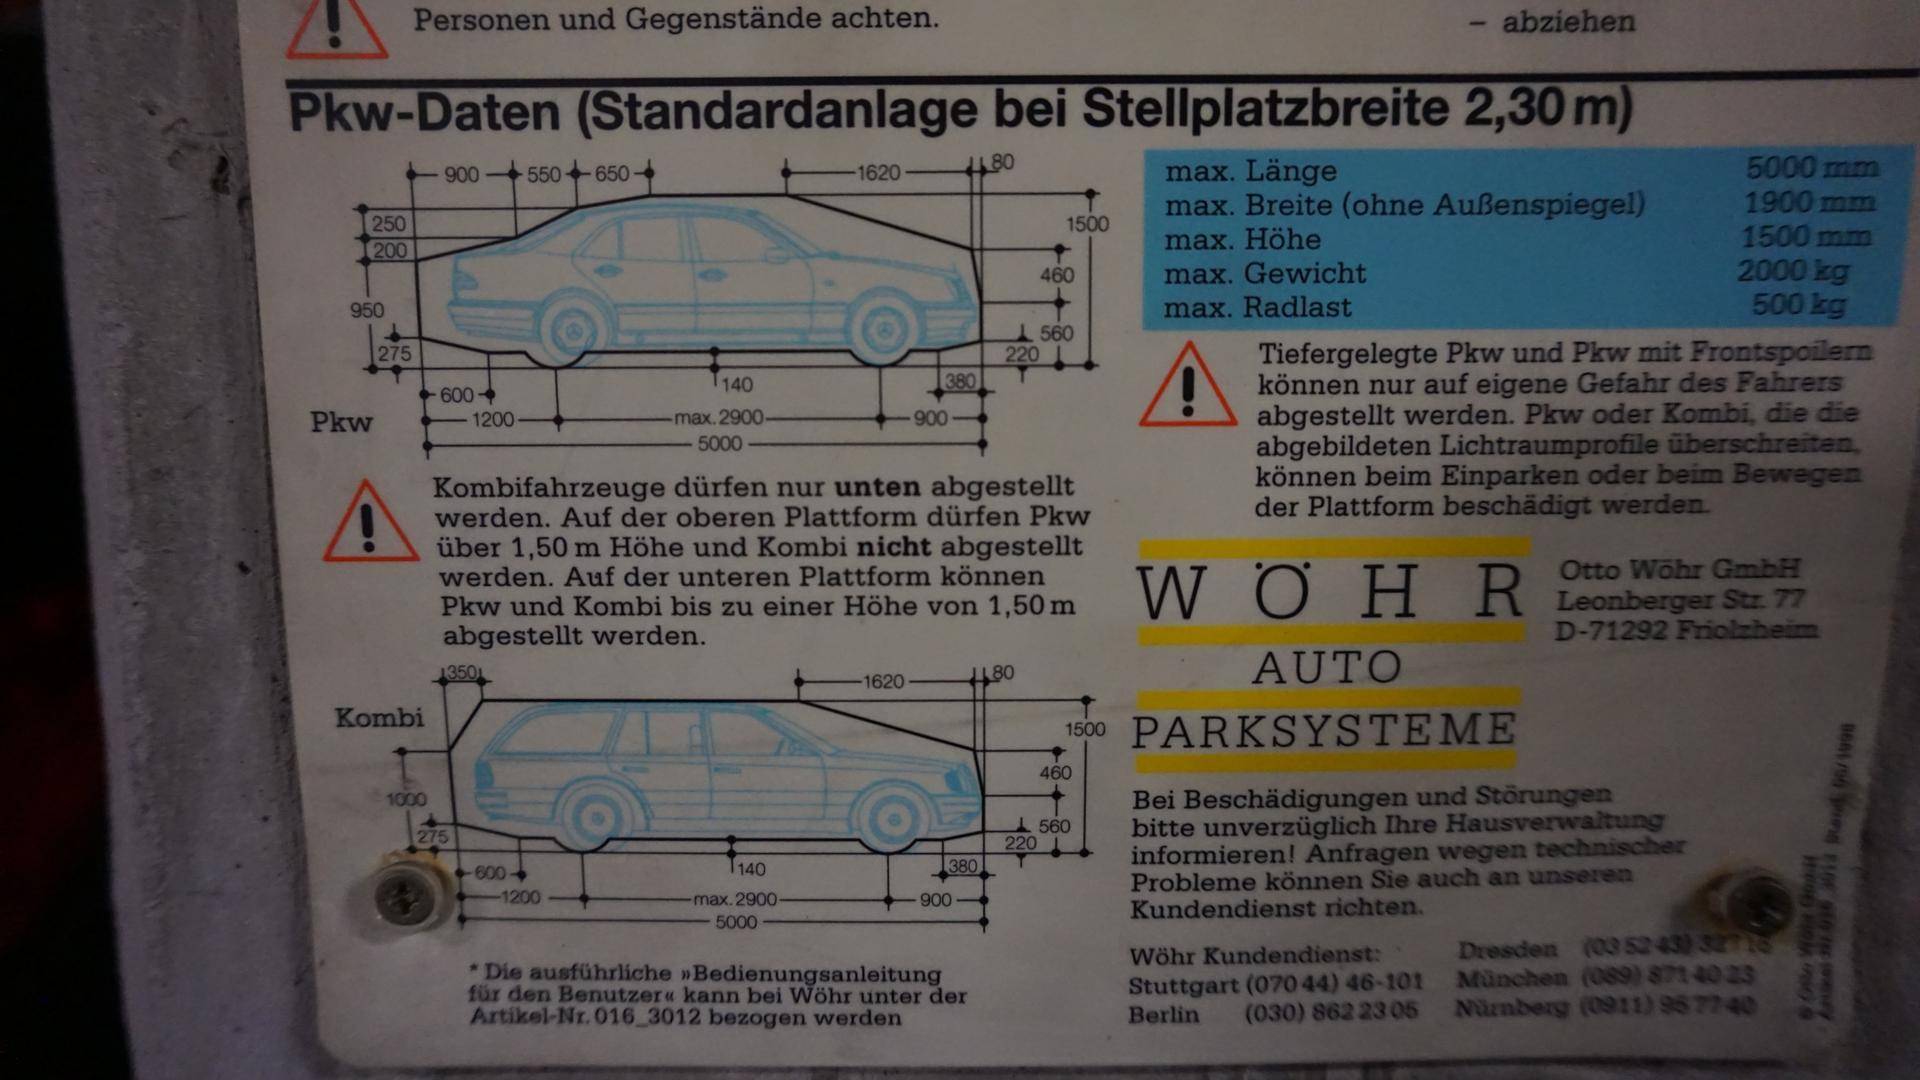 Personen und Gegenstände achten.
– abziehen
Pkw-Daten (Standardanlage bei Stellplatzbreite 2,30 m)
900 550 650 1620 80
250
200
950
275
1500
460
560
220
140
380
600
1200 max. 2900 900
5000
Pkw
max. Länge 5000 mm
max. Breite (ohne Außenspiegel) 1900 mm
max. Höhe 1500 mm
max. Gewicht 2000 kg
max. Radlast 500 kg
Tiefergelegte Pkw und Pkw mit Frontspoilern
können nur auf eigene Gefahr des Fahrers
abgestellt werden. Pkw oder Kombi, die die
abgebildeten Lichtraumprofile überschreiten,
können beim Einparken oder beim Bewegen
der Plattform beschädigt werden.
Kombifahrzeuge dürfen nur unten abgestellt
werden. Auf der oberen Plattform dürfen Pkw
über 1,50 m Höhe und Kombi nicht abgestellt
werden. Auf der unteren Plattform können
Pkw und Kombi bis zu einer Höhe von 1,50 m
abgestellt werden.
350 1620 80
Kombi
1000
275
1500
460
560
220
140
380
600
1200 max. 2900 900
5000
* Die ausführliche »Bedienungsanleitung
für den Benutzer« kann bei Wöhr unter der
Artikel-Nr. 016_3012 bezogen werden
WÖHR
AUTO
PARKSYSTEME
Otto Wöhr GmbH
Leonberger Str. 77
D-71292 Friolzheim
Bei Beschädigungen und Störungen
bitte unverzüglich Ihre Hausverwaltung
informieren! Anfragen wegen technischer
Probleme können Sie auch an unseren
Kundendienst richten.
Wöhr Kundendienst: Dresden (03 52 43)
Stuttgart (070 44) 46-101 München (089) 871 40 23
Berlin (030) 862 23 05 Nürnberg (0911) 95 77 40